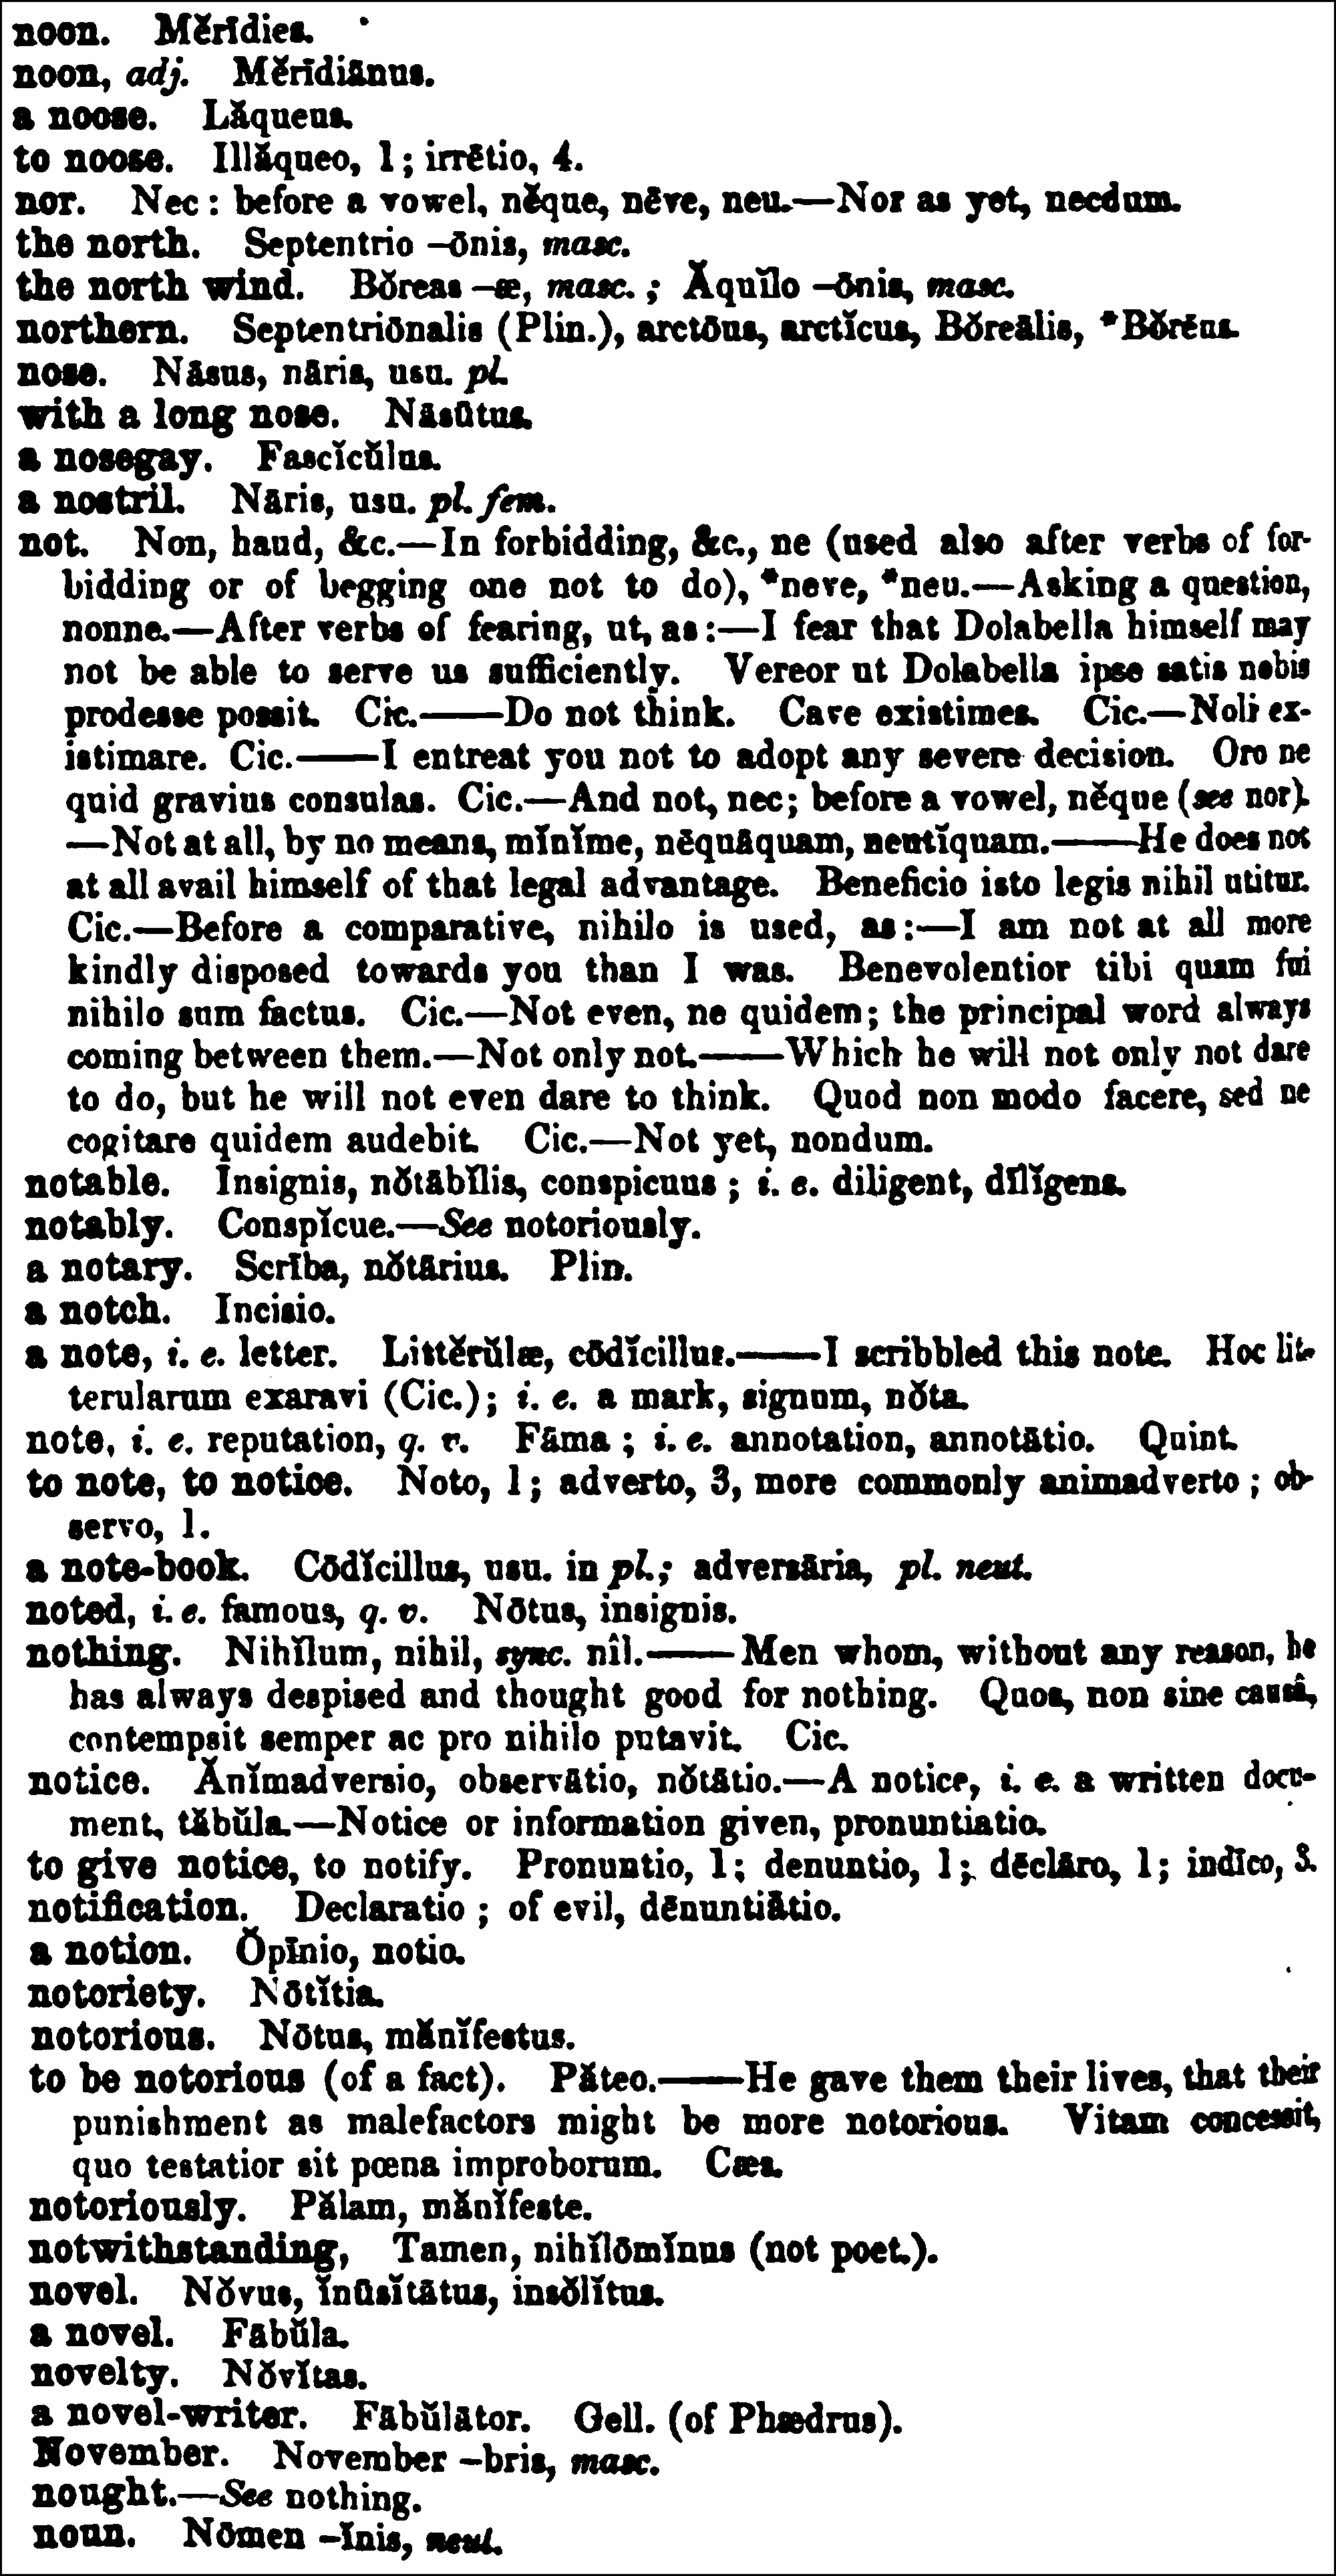 noon. Mĕrīdies.
noon, adj. Mĕrīdiānus.
a noose. Lăqueus.
to noose. Illăqueo, 1; irrētio, 4.
nor. Nec: before a vowel, nĕque, nēve, neu.—Nor as yet, necdum.
the north. Septentrio –ōnis, masc.
the north wind. Bŏreas –æ, masc.; Ăquĭlo –ōnis, masc.
northern. Septentriōnalis (Plin.), arctōus, arctĭcus, Bŏreālis, *Bŏrēus.
nose. Nāsus, nāris, usu. pl.
with a long nose. Nāsūtus.
a nosegay. Fascĭcŭlus.
a nostril. Nāris, usu. pl. fem.
not. Non, haud, &c.—In forbidding, &c., ne (used also after verbs of for-
bidding or of begging one not to do), *neve, *neu.—Asking a question,
nonne.—After verbs of fearing, ut, as:—I fear that Dolabella himself may
not be able to serve us sufficiently. Vereor ut Dolabella ipse satis nobis
prodesse possit. Cic.——Do not think. Cave existimes. Cic.—Noli ex-
istimare. Cic.——I entreat you not to adopt any severe decision. Oro ne
quid gravius consulas. Cic.—And not, nec; before a vowel, nĕque (see nor).
—Not at all, by no means, mĭnĭme, nēquāquam, neutĭquam.——He does not
at all avail himself of that legal advantage. Beneficio isto legis nihil utitur.
Cic.—Before a comparative, nihilo is used, as:—I am not at all more
kindly disposed towards you than I was. Benevolentior tibi quam fui
nihilo sum factus. Cic.—Not even, ne quidem; the principal word always
coming between them.—Not only not.——Which he will not only not dare
to do, but he will not even dare to think. Quod non modo facere, sed ne
cogitare quidem audebit. Cic.—Not yet, nondum.
notable. Insignis, nŏtābĭlis, conspicuus; i. e. diligent, dīlĭgens.
notably. Conspĭcue.—See notoriously.
a notary. Scrība, nŏtārius. Plin.
a notch. Incisio.
a note, i. e. letter. Littĕrŭlæ, cōdĭcillus.——I scribbled this note. Hoc lit-
terularum exaravi (Cic.); i. e. a mark, signum, nŏta.
note, i. e. reputation, q. v. Fāma; i. e. annotation, annotātio. Quint.
to note, to notice. Noto, 1; adverto, 3, more commonly animadverto; ob-
servo, 1.
a note-book. Cōdĭcillus, usu. in pl.; adversāria, pl. neut.
noted, i. e. famous, q. v. Nōtus, insignis.
nothing. Nihĭlum, nihil, sync. nîl.——Men whom, without any reason, he
has always despised and thought good for nothing. Quos, non sine causâ,
contempsit semper ac pro nihilo putavit. Cic.
notice. Ănĭmadversio, observātio, nŏtātio.—A notice, i. e. a written docu-
ment, tăbŭla.—Notice or information given, pronuntiatio.
to give notice, to notify. Pronuntio, 1; denuntio, 1; dēclāro, 1; indīco, 3.
notification. Declaratio; of evil, dēnuntiātio.
a notion. Ŏpīnio, notio.
notoriety. Nōtĭtia.
notorious. Nōtus, mănĭfestus.
to be notorious (of a fact). Păteo.——He gave them their lives, that their
punishment as malefactors might be more notorious. Vitam concessit,
quo testatior sit pœna improborum. Cæs.
notoriously. Pălam, mănĭfeste.
notwithstanding, Tamen, nihĭlōmĭnus (not poet.).
novel. Nŏvus, ĭnūsĭtātus, insŏlĭtus.
a novel. Fābŭla.
novelty. Nŏvĭtas.
a novel-writer. Fābŭlātor. Gell. (of Phædrus).
November. November –bris, masc.
nought.—See nothing.
noun. Nōmen –ĭnis, neut.